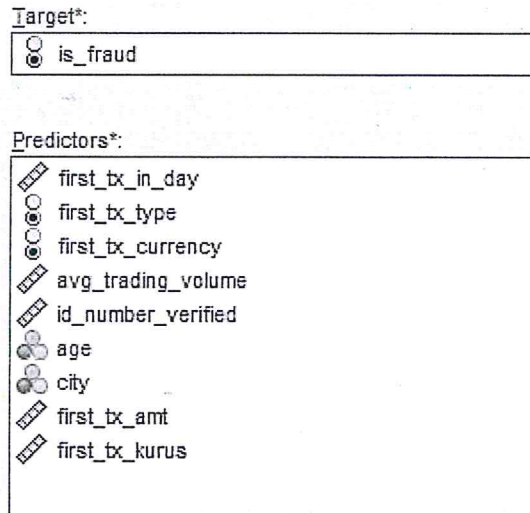 Target*:
is_fraud
Predictors*:
first_tx_in_day
first_tx_type
first_tx_currency
avg_trading_volume
id_number_verified
age
city
first_tx_amt
first_tx_kurus